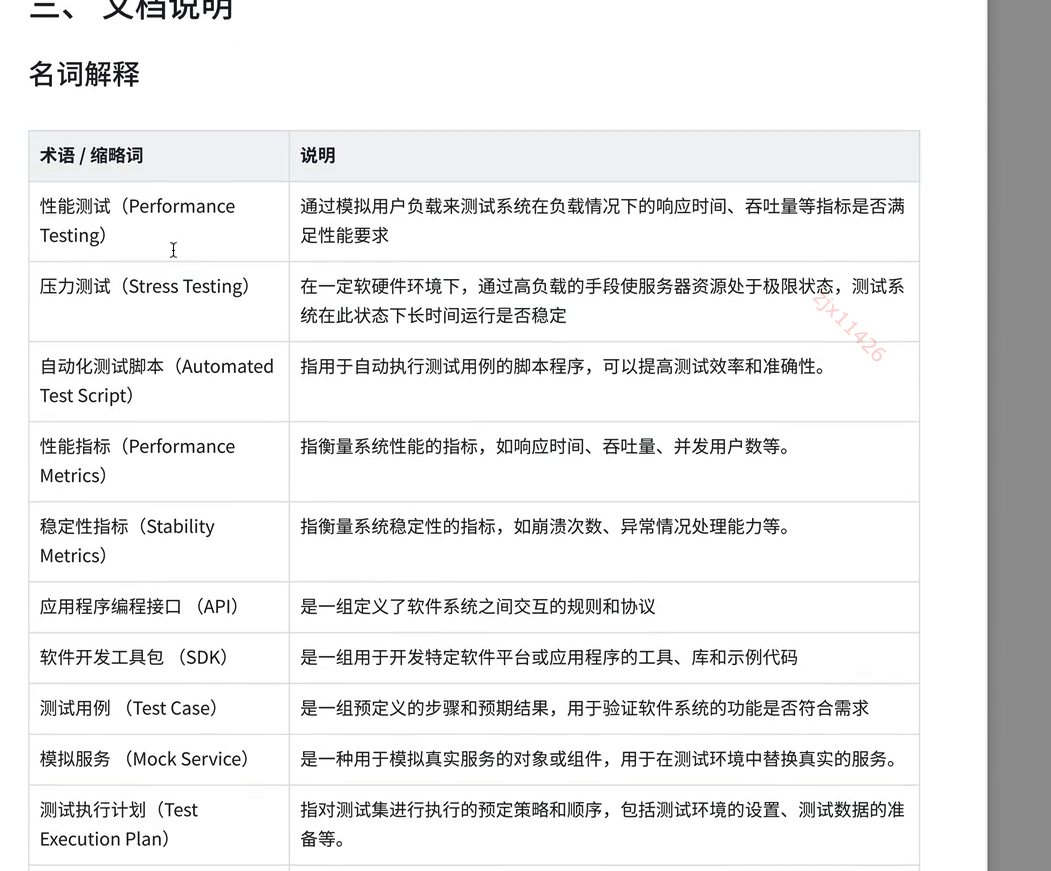 三、 文档说明
名词解释
术语 / 缩略词
说明
性能测试（Performance
Testing）
通过模拟用户负载来测试系统在负载情况下的响应时间、吞吐量等指标是否满
足性能要求
压力测试（Stress Testing）
在一定软硬件环境下，通过高负载的手段使服务器资源处于极限状态，测试系
统在此状态下长时间运行是否稳定
zjx11426
自动化测试脚本（Automated
Test Script）
指用于自动执行测试用例的脚本程序，可以提高测试效率和准确性。
性能指标（Performance
Metrics）
指衡量系统性能的指标，如响应时间、吞吐量、并发用户数等。
稳定性指标（Stability
Metrics）
指衡量系统稳定性的指标，如崩溃次数、异常情况处理能力等。
应用程序编程接口 （API）
是一组定义了软件系统之间交互的规则和协议
软件开发工具包 （SDK）
是一组用于开发特定软件平台或应用程序的工具、库和示例代码
测试用例 （Test Case）
是一组预定义的步骤和预期结果，用于验证软件系统的功能是否符合需求
模拟服务 （Mock Service）
是一种用于模拟真实服务的对象或组件，用于在测试环境中替换真实的服务。
测试执行计划（Test
Execution Plan）
指对测试集进行执行的预定策略和顺序，包括测试环境的设置、测试数据的准
备等。